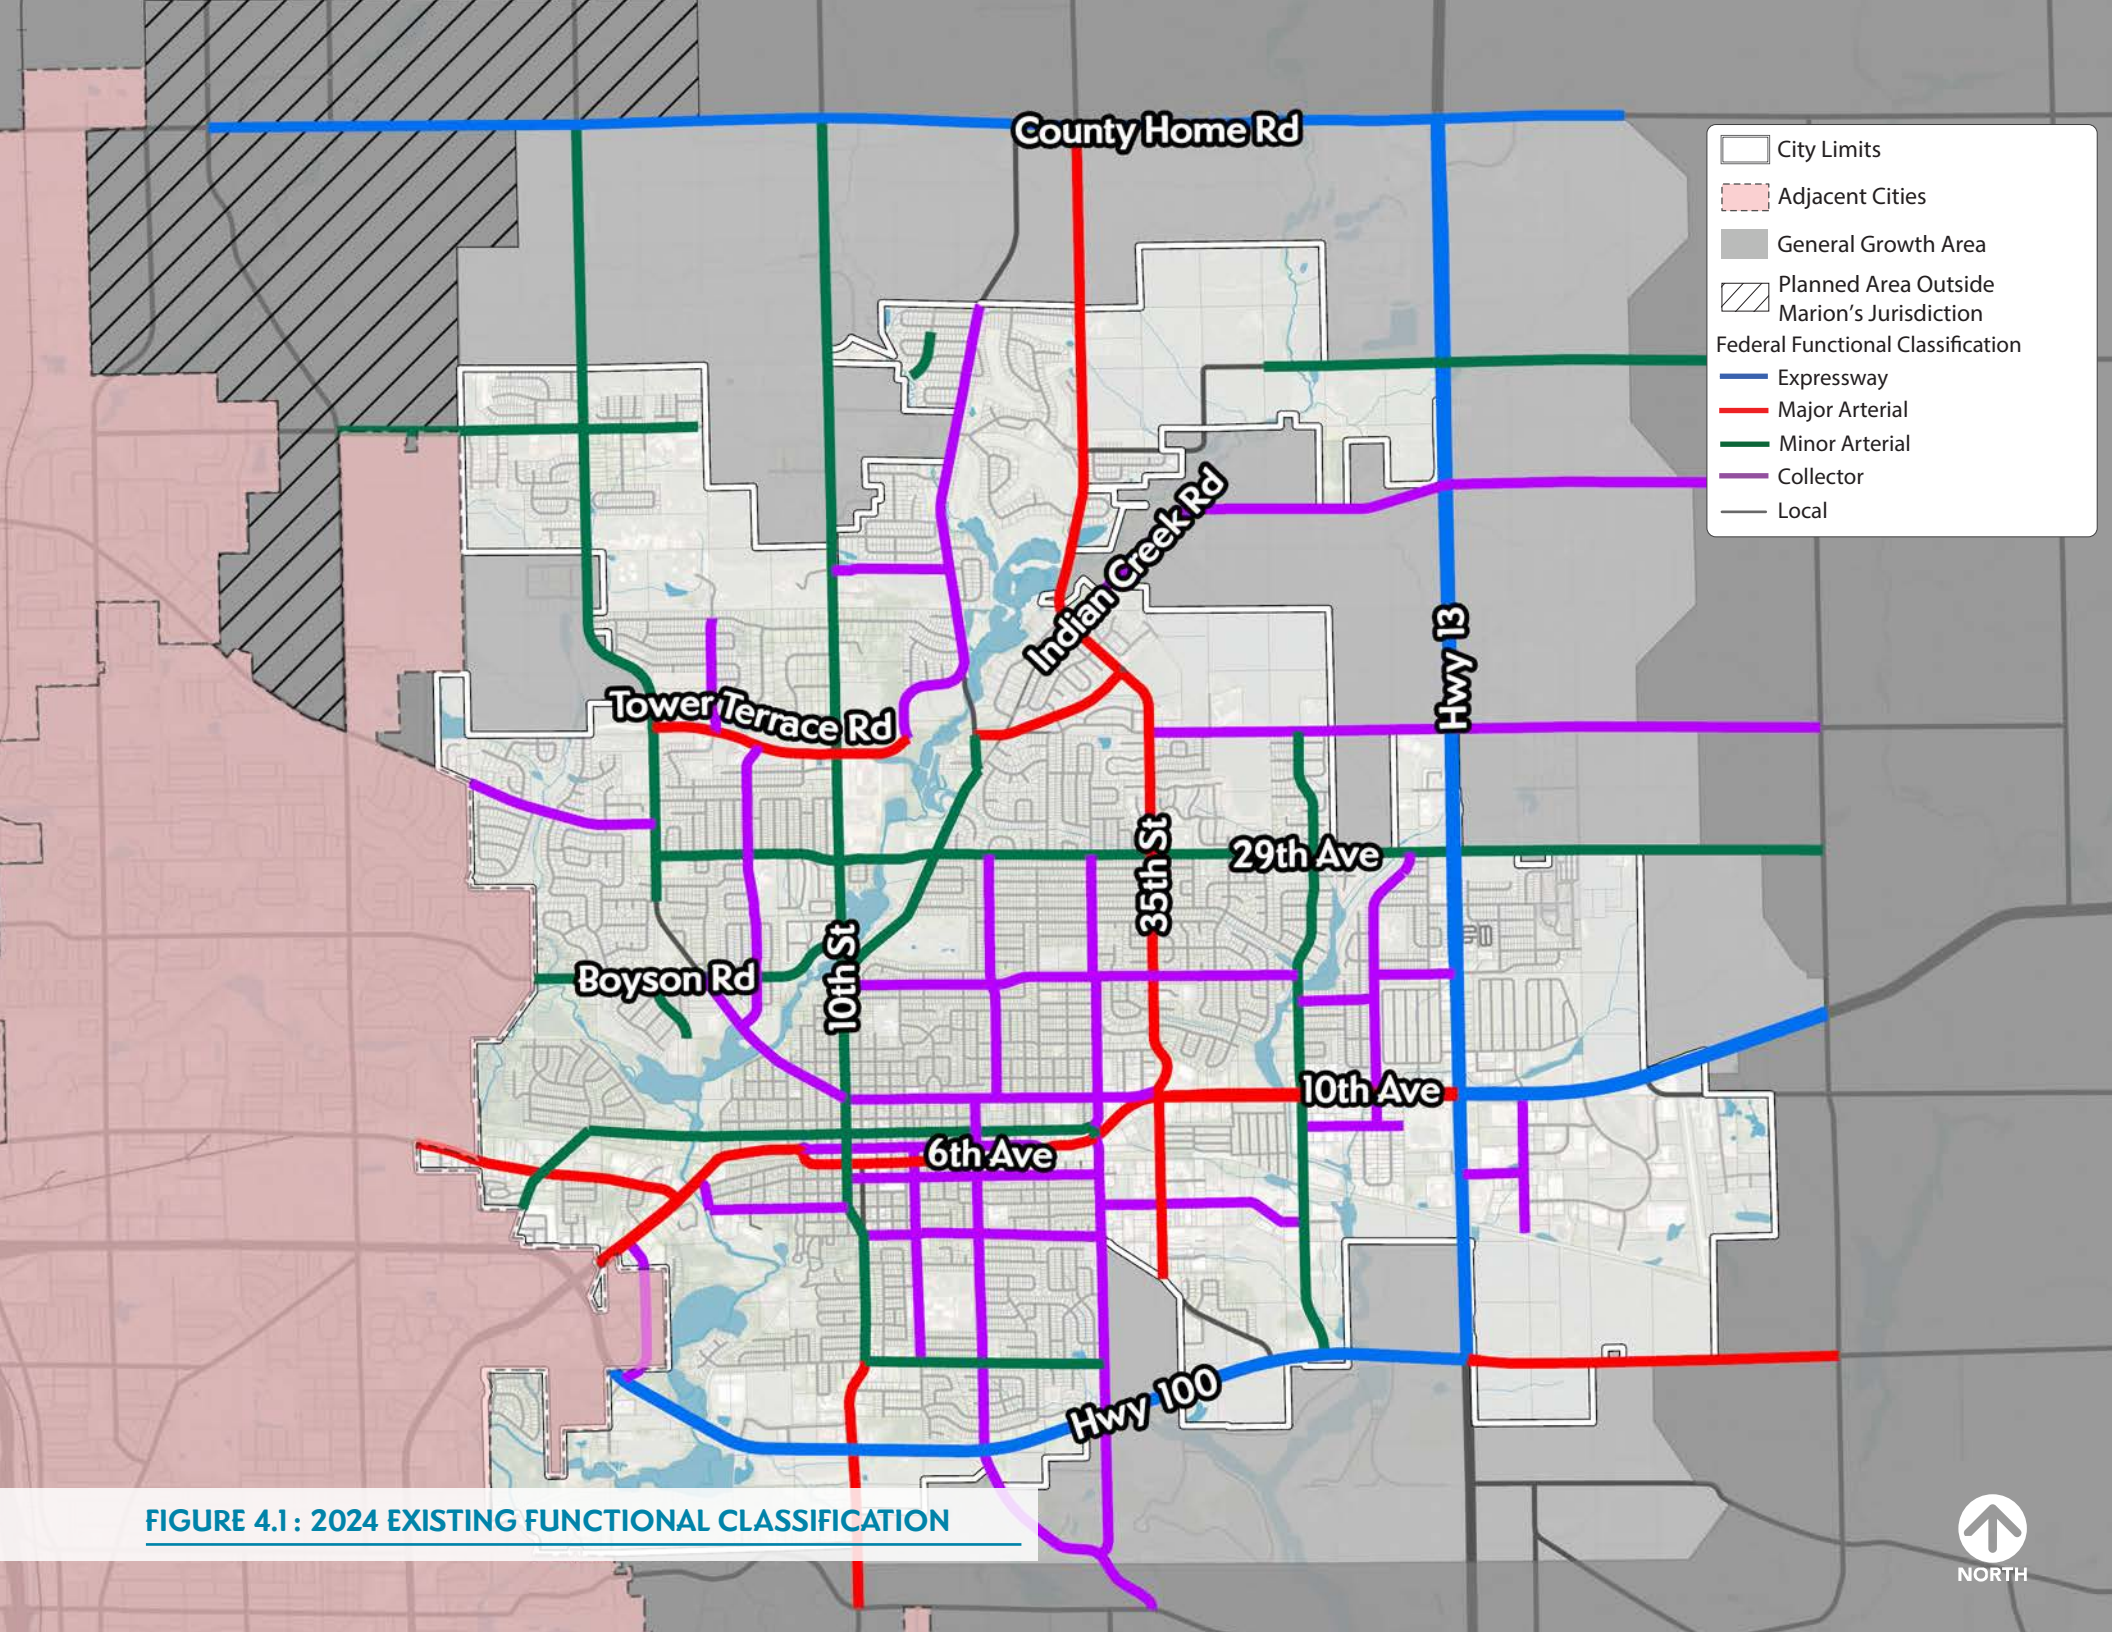 County Home Rd
City Limits
Adjacent Cities
General Growth Area
Planned Area Outside
Marion's Jurisdiction
Federal Functional Classification
Expressway
Major Arterial
Minor Arterial
Collector
Local
Indian Creek Rd
Hwy 13
Tower Terrace Rd
35th St
29th Ave
10th St
Boyson Rd
10th Ave
6th Ave
Hwy 100
FIGURE 4.1: 2024 EXISTING FUNCTIONAL CLASSIFICATION
NORTH